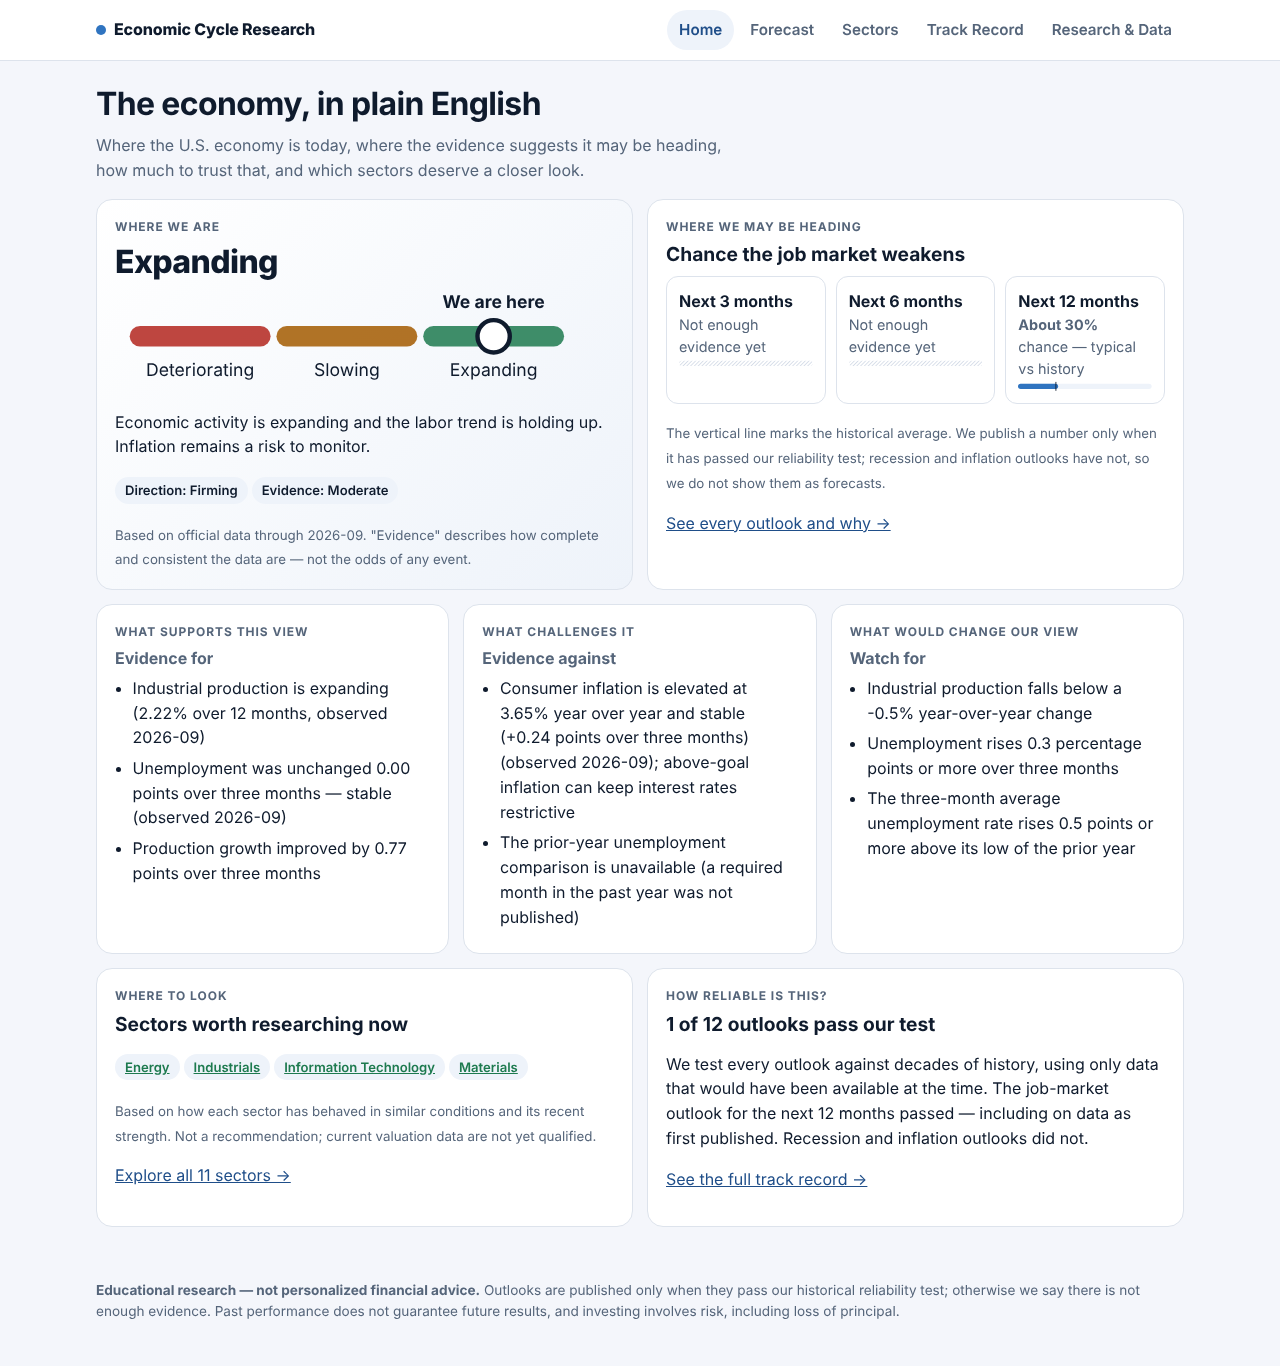 Economic Cycle Research
Home
Forecast
Sectors
Track Record
Research & Data
The economy, in plain English
Where the U.S. economy is today, where the evidence suggests it may be heading,
how much to trust that, and which sectors deserve a closer look.
WHERE WE ARE
Expanding
We are here
Deteriorating
Slowing
Expanding
Economic activity is expanding and the labor trend is holding up.
Inflation remains a risk to monitor.
Direction: Firming
Evidence: Moderate
Based on official data through 2026-09. "Evidence" describes how complete
and consistent the data are — not the odds of any event.
WHERE WE MAY BE HEADING
Chance the job market weakens
Next 3 months
Not enough
evidence yet
Next 6 months
Not enough
evidence yet
Next 12 months
About 30%
chance — typical
vs history
The vertical line marks the historical average. We publish a number only when
it has passed our reliability test; recession and inflation outlooks have not, so
we do not show them as forecasts.
See every outlook and why →
WHAT SUPPORTS THIS VIEW
Evidence for
• Industrial production is expanding
(2.22% over 12 months, observed
2026-09)
• Unemployment was unchanged 0.00
points over three months — stable
(observed 2026-09)
• Production growth improved by 0.77
points over three months
WHAT CHALLENGES IT
Evidence against
• Consumer inflation is elevated at
3.65% year over year and stable
(+0.24 points over three months)
(observed 2026-09); above-goal
inflation can keep interest rates
restrictive
• The prior-year unemployment
comparison is unavailable (a required
month in the past year was not
published)
WHAT WOULD CHANGE OUR VIEW
Watch for
• Industrial production falls below a
-0.5% year-over-year change
• Unemployment rises 0.3 percentage
points or more over three months
• The three-month average
unemployment rate rises 0.5 points or
more above its low of the prior year
WHERE TO LOOK
Sectors worth researching now
Energy
Industrials
Information Technology
Materials
Based on how each sector has behaved in similar conditions and its recent
strength. Not a recommendation; current valuation data are not yet qualified.
Explore all 11 sectors →
HOW RELIABLE IS THIS?
1 of 12 outlooks pass our test
We test every outlook against decades of history, using only data
that would have been available at the time. The job-market
outlook for the next 12 months passed — including on data as
first published. Recession and inflation outlooks did not.
See the full track record →
Educational research — not personalized financial advice. Outlooks are published only when they pass our historical reliability test; otherwise we say there is not
enough evidence. Past performance does not guarantee future results, and investing involves risk, including loss of principal.